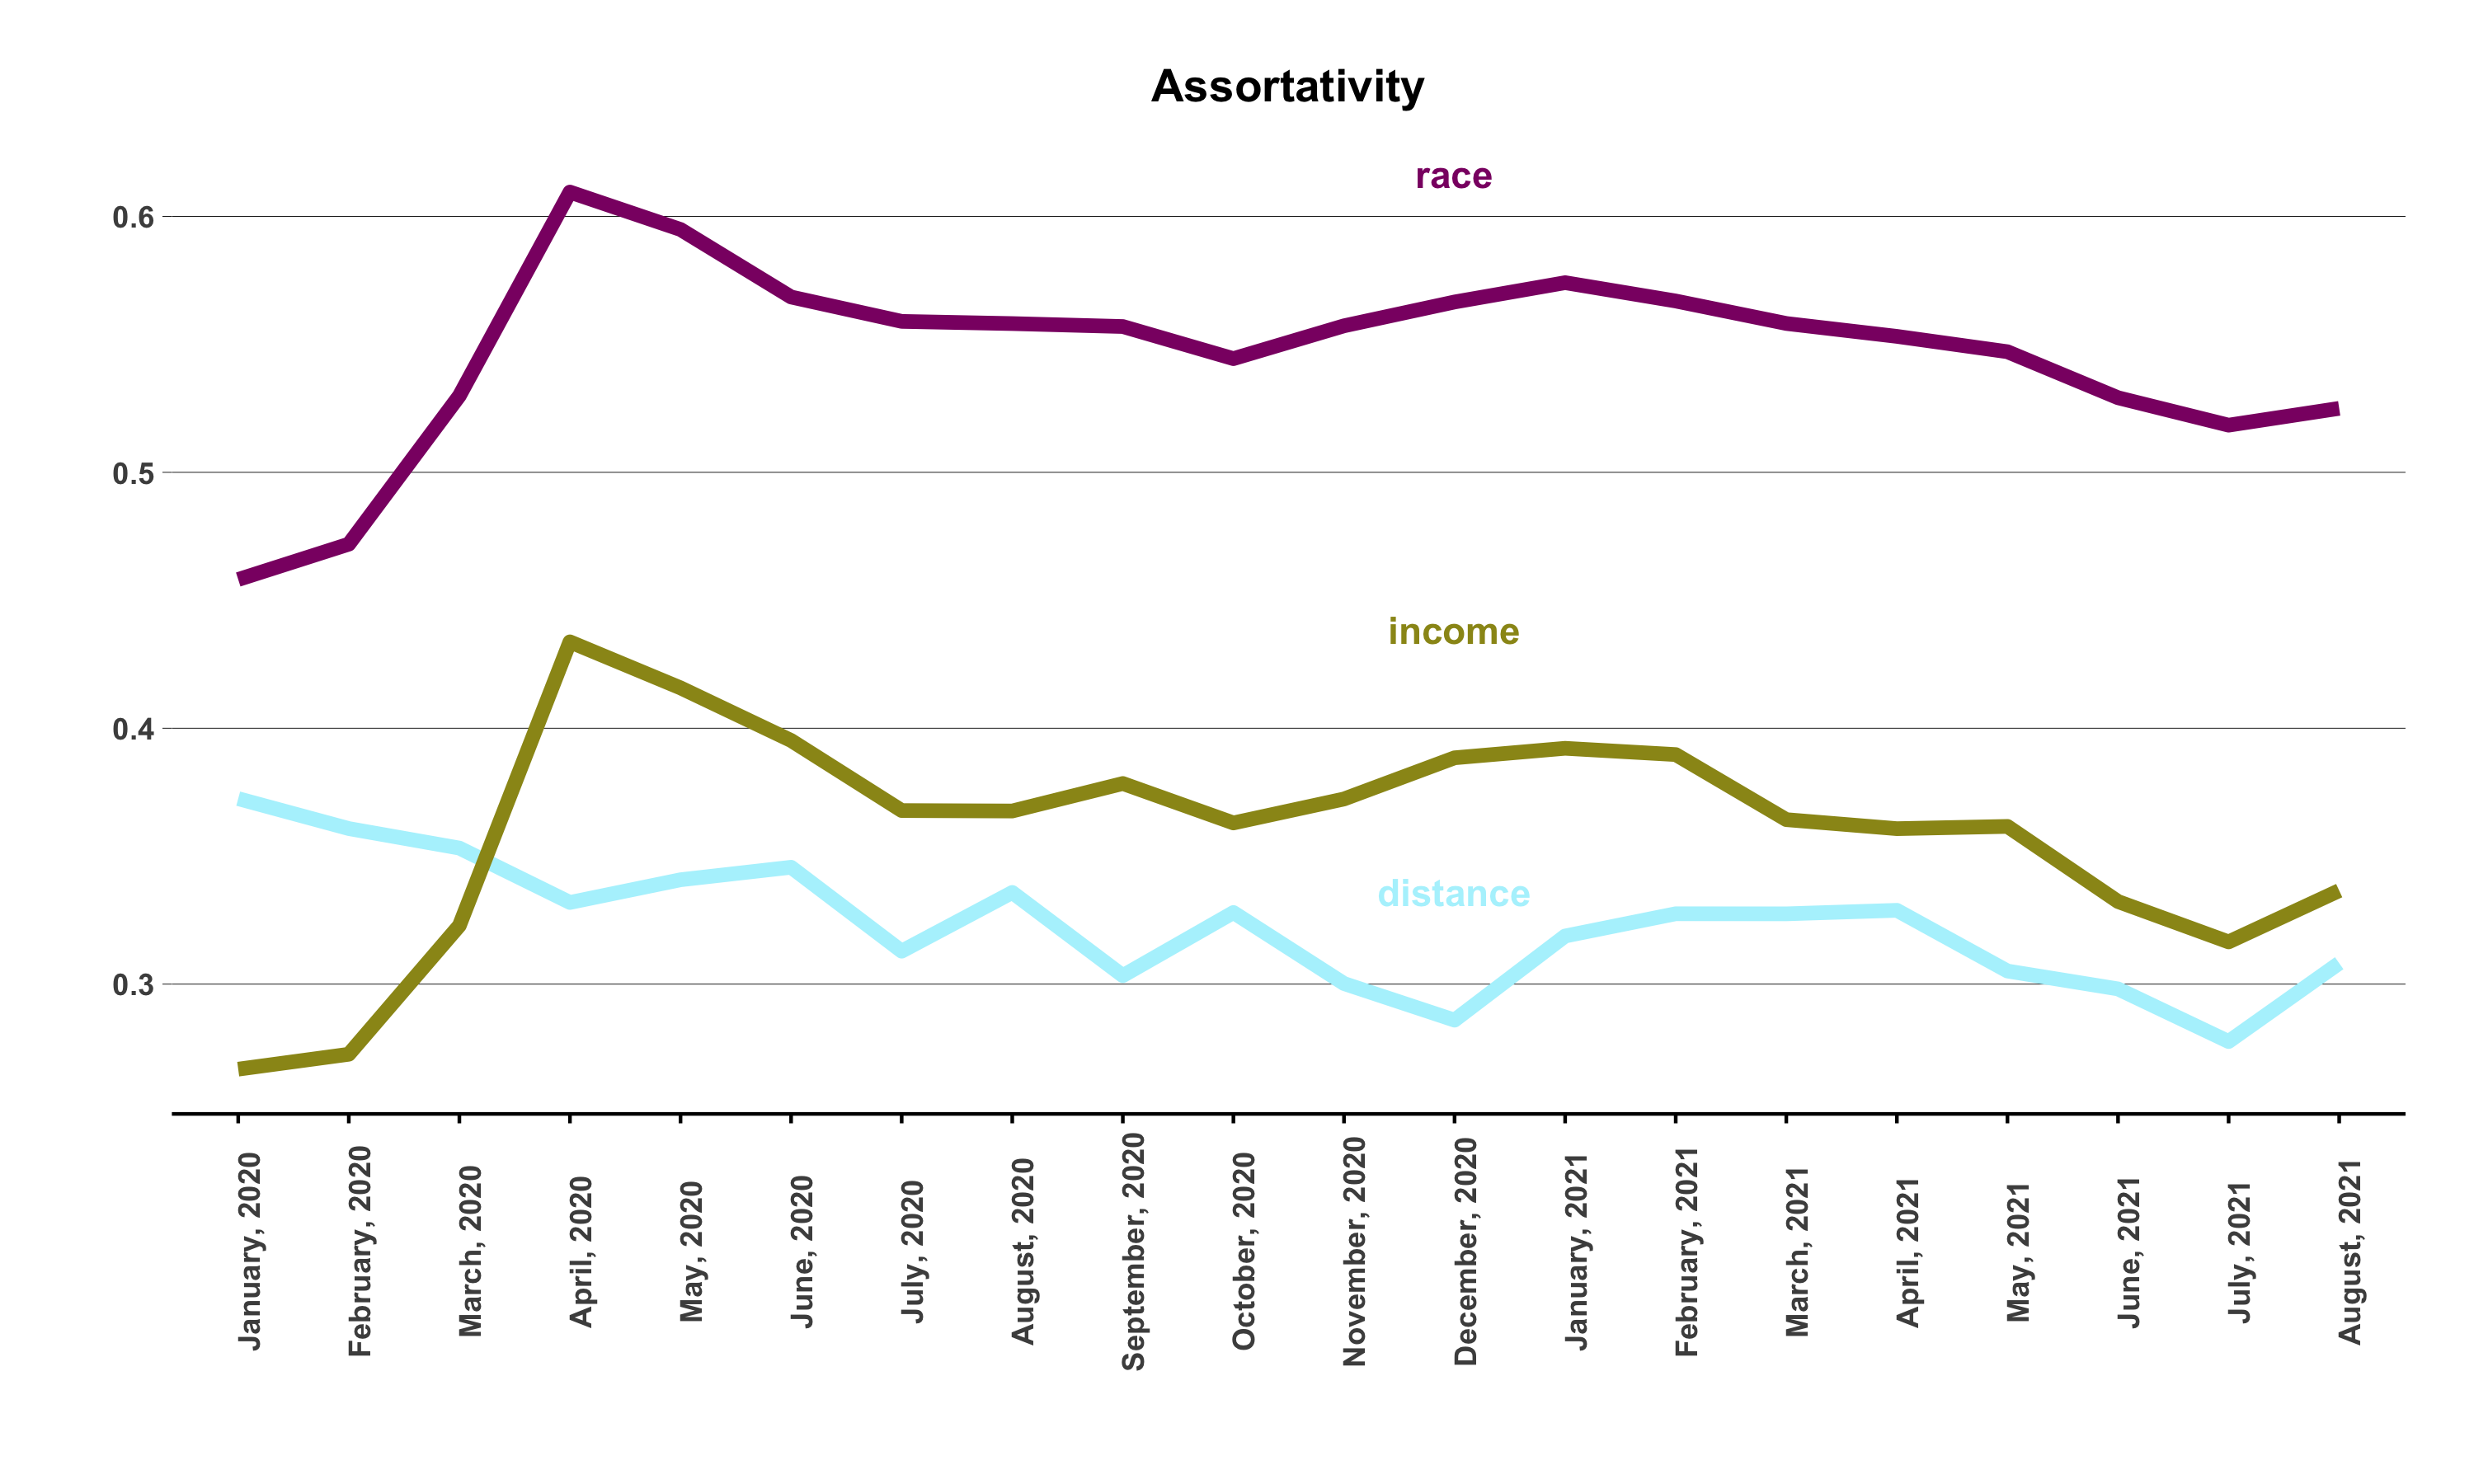 Assortativity
race
0.6
0.5
income
0.4
distance
0.3
January, 2020
February, 2020
March, 2020
April, 2020
May, 2020
June, 2020
July, 2020
August, 2020
September, 2020
October, 2020
November, 2020
December, 2020
January, 2021
February, 2021
March, 2021
April, 2021
May, 2021
June, 2021
July, 2021
August, 2021